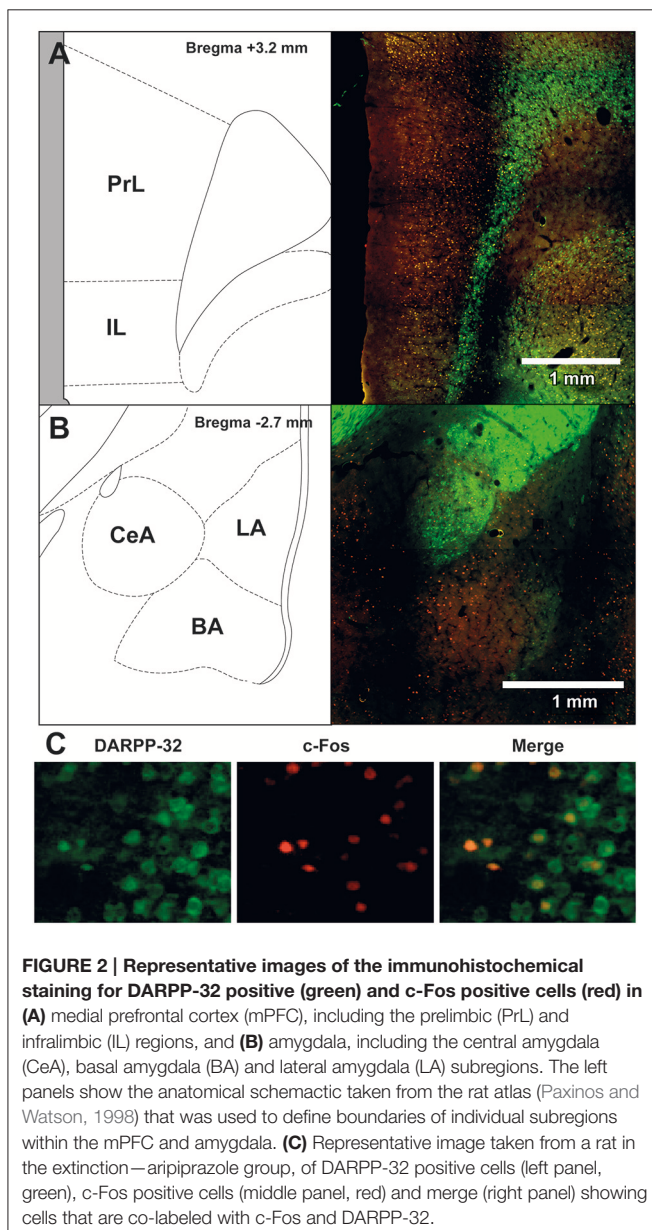 A
Bregma +3.2 mm
PrL
IL
1 mm
B
Bregma -2.7 mm
CeA
LA
BA
1 mm
C
DARPP-32
c-Fos
Merge
FIGURE 2 | Representative images of the immunohistochemical
staining for DARPP-32 positive (green) and c-Fos positive cells (red) in
(A) medial prefrontal cortex (mPFC), including the prelimbic (PrL) and
infralimbic (IL) regions, and (B) amygdala, including the central amygdala
(CeA), basal amygdala (BA) and lateral amygdala (LA) subregions. The left
panels show the anatomical schemactic taken from the rat atlas (Paxinos and
Watson, 1998) that was used to define boundaries of individual subregions
within the mPFC and amygdala. (C) Representative image taken from a rat in
the extinction—aripiprazole group, of DARPP-32 positive cells (left panel,
green), c-Fos positive cells (middle panel, red) and merge (right panel) showing
cells that are co-labeled with c-Fos and DARPP-32.